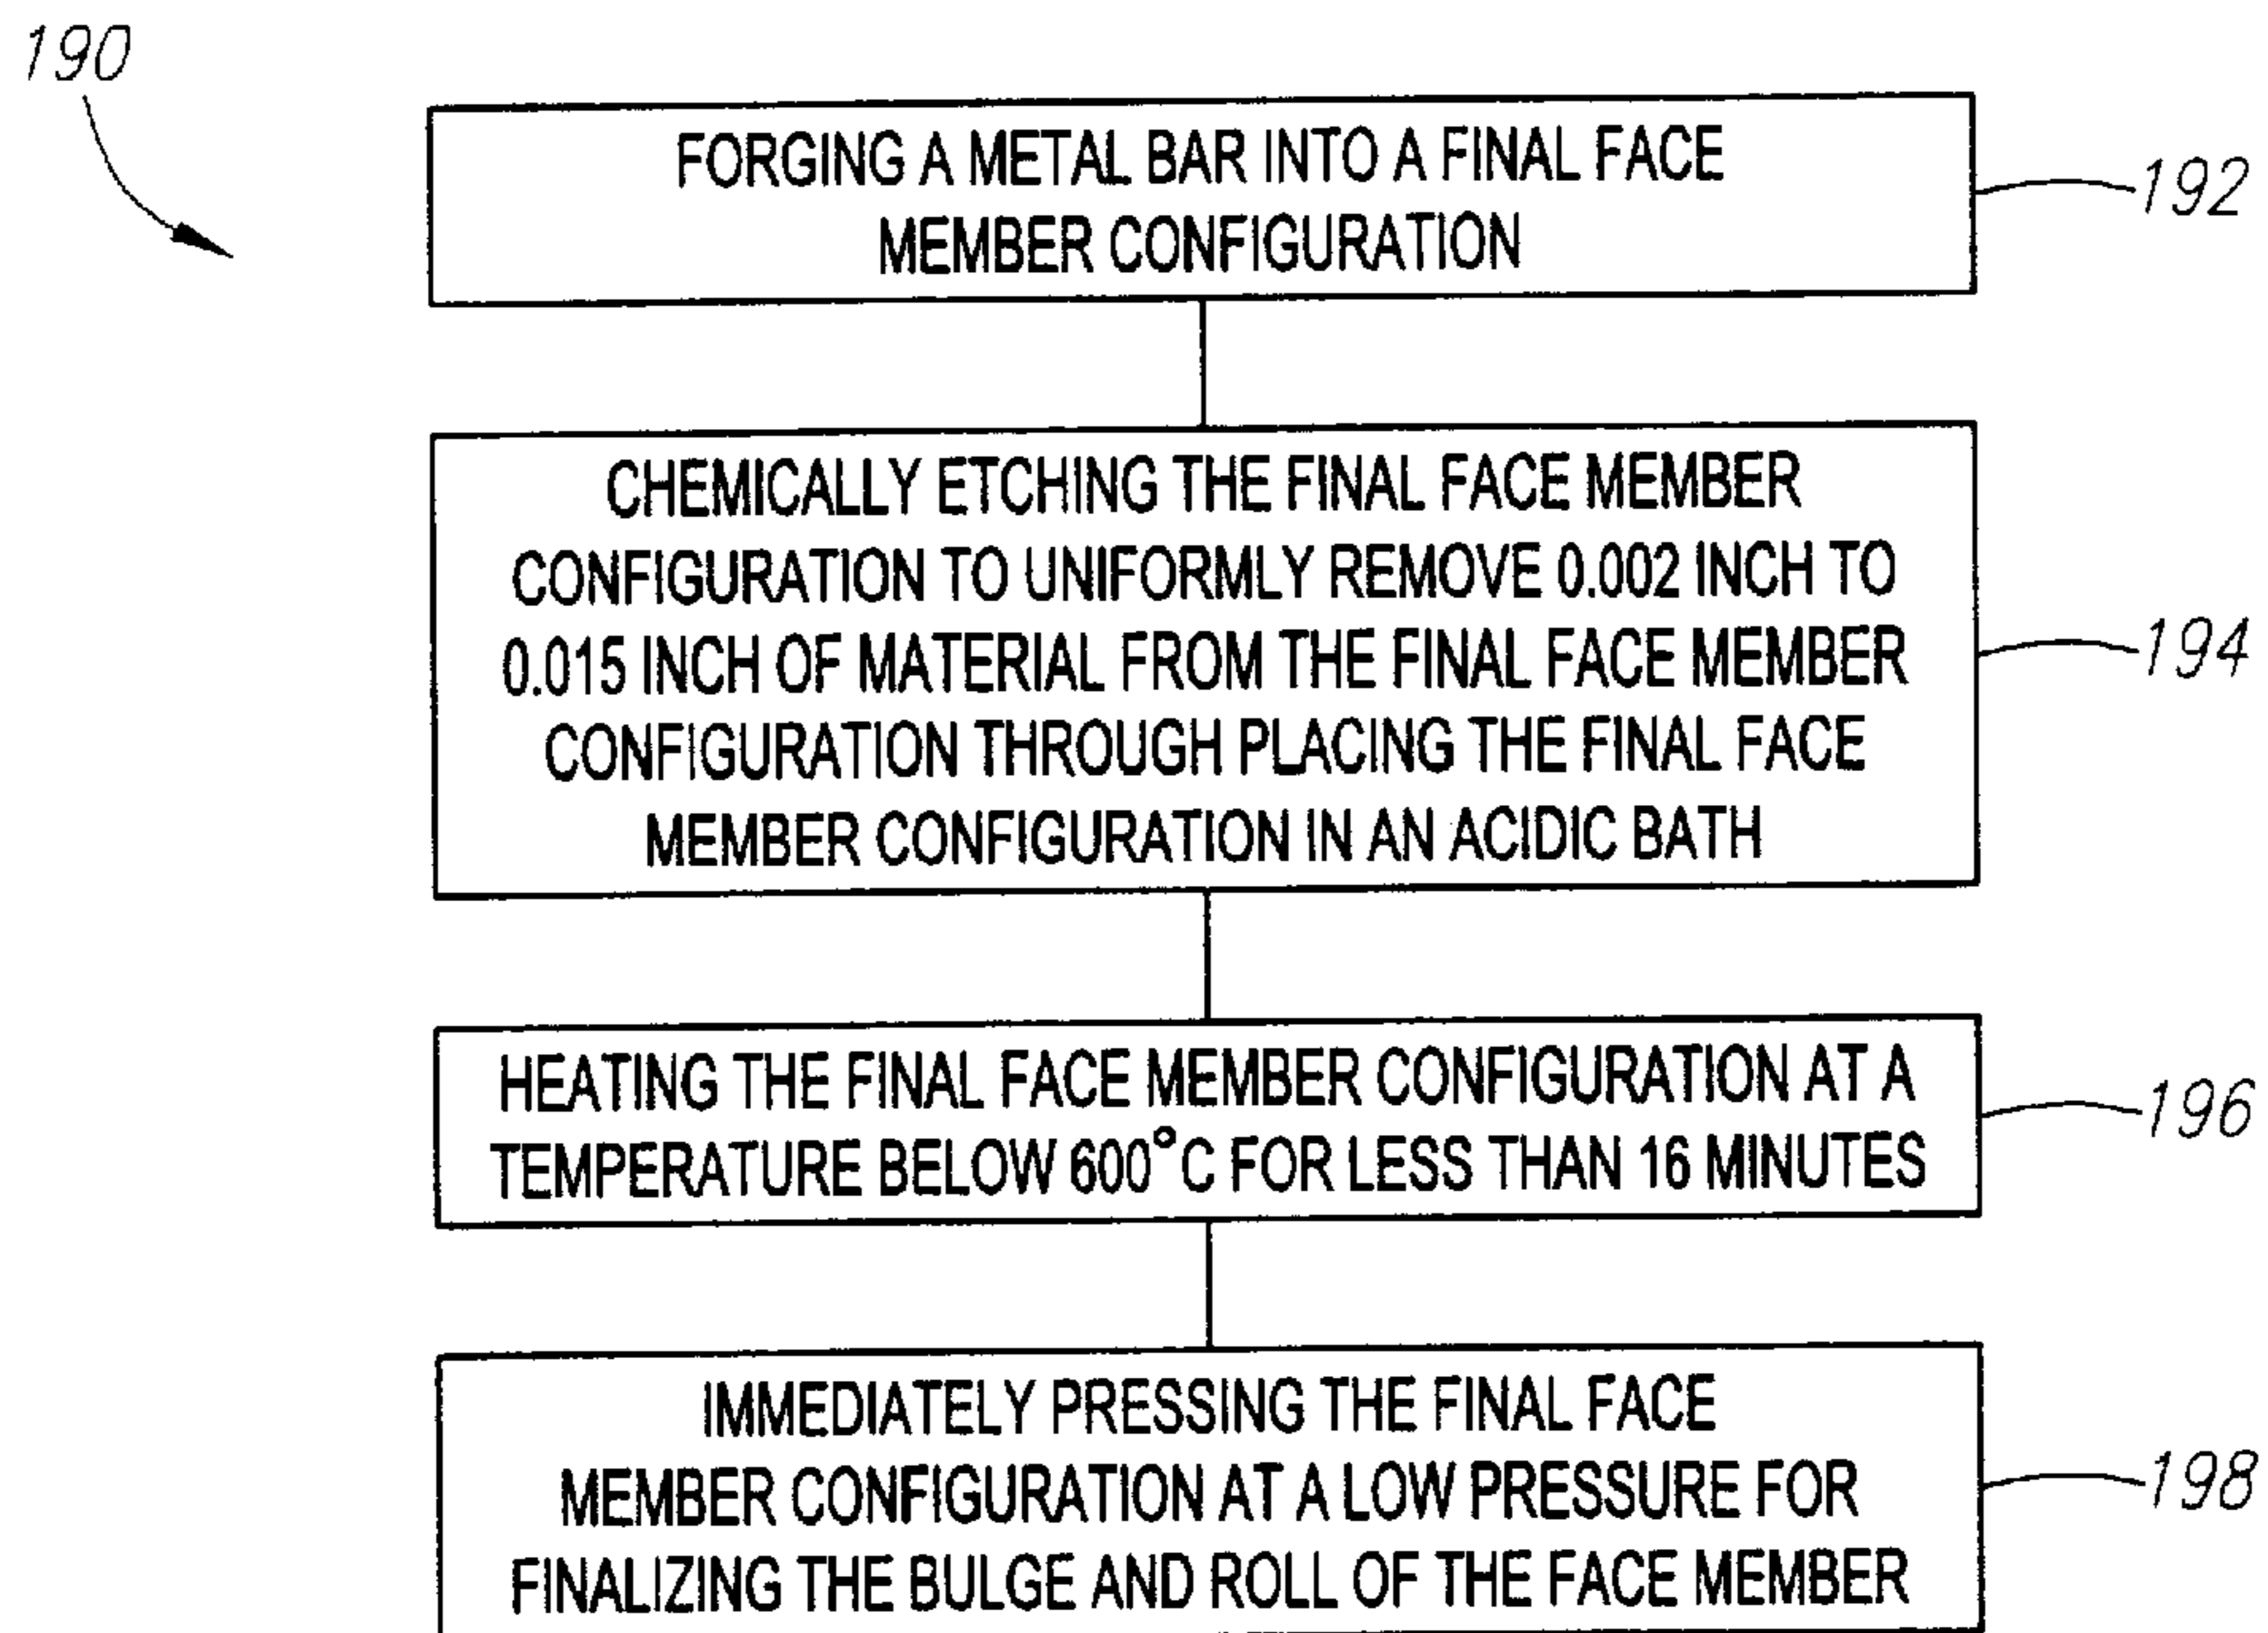 190
FORGING A METAL BAR INTO A FINAL FACE
MEMBER CONFIGURATION
192
CHEMICALLY ETCHING THE FINAL FACE MEMBER
CONFIGURATION TO UNIFORMLY REMOVE 0.002 INCH TO
0.015 INCH OF MATERIAL FROM THE FINAL FACE MEMBER
CONFIGURATION THROUGH PLACING THE FINAL FACE
MEMBER CONFIGURATION IN AN ACIDIC BATH
194
HEATING THE FINAL FACE MEMBER CONFIGURATION AT A
TEMPERATURE BELOW 600°C FOR LESS THAN 16 MINUTES
196
IMMEDIATELY PRESSING THE FINAL FACE
MEMBER CONFIGURATION AT A LOW PRESSURE FOR
FINALIZING THE BULGE AND ROLL OF THE FACE MEMBER
198